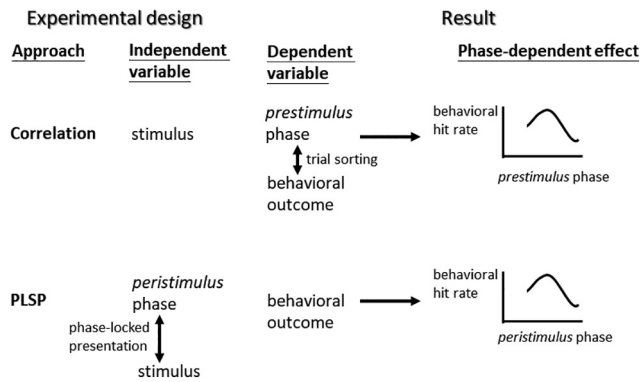 Experimental design
Result
Approach
Independent
variable
Dependent
variable
Phase-dependent effect
Correlation
stimulus
prestimulus
phase
trial sorting
behavioral
outcome
behavioral
hit rate
prestimulus phase
PLSP
peristimulus
phase
phase-locked
presentation
stimulus
behavioral
outcome
behavioral
hit rate
peristimulus phase